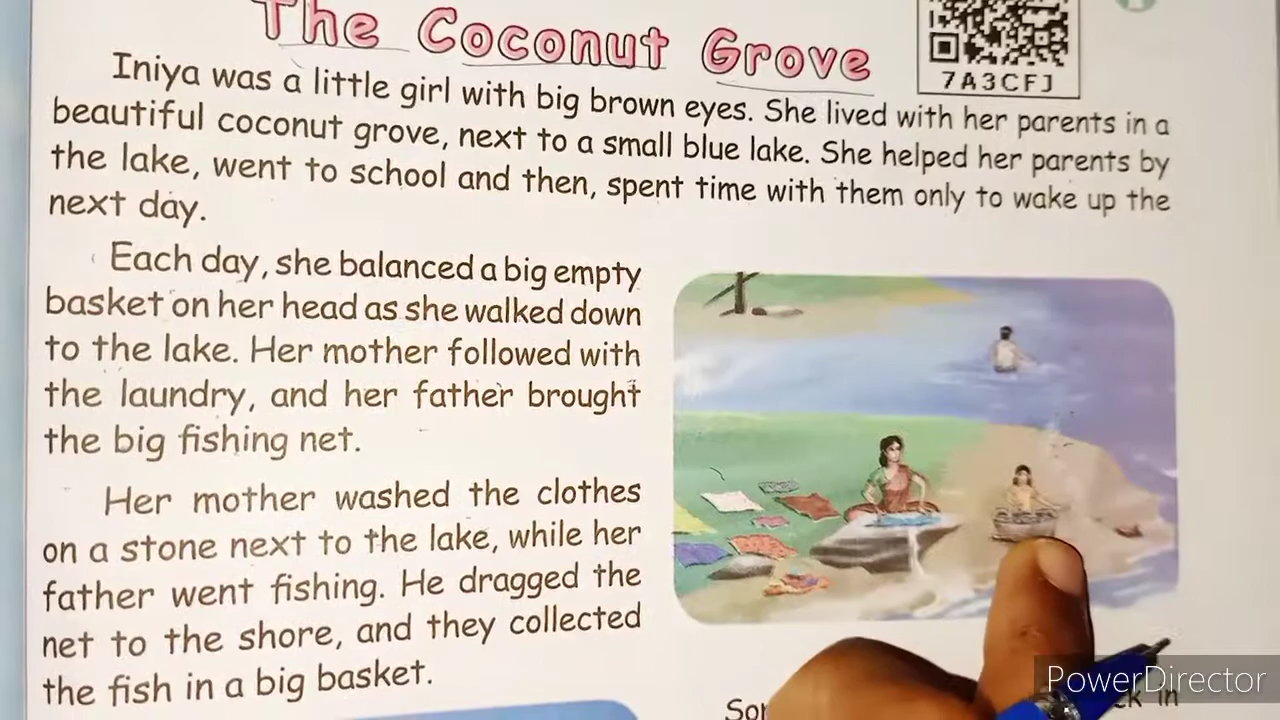 The Coconut Grove
7A3CFJ
Iniya was a little girl with big brown eyes. She lived with her parents in a
beautiful coconut grove, next to a small blue lake. She helped her parents by
the lake, went to school and then, spent time with them only to wake up the
next day.
Each day, she balanced a big empty
basket on her head as she walked down
to the lake. Her mother followed with
the laundry, and her father brought
the big fishing net.
Her mother washed the clothes
on a stone next to the lake, while her
father went fishing. He dragged the
net to the shore, and they collected
the fish in a big basket.
in
PowerDirector